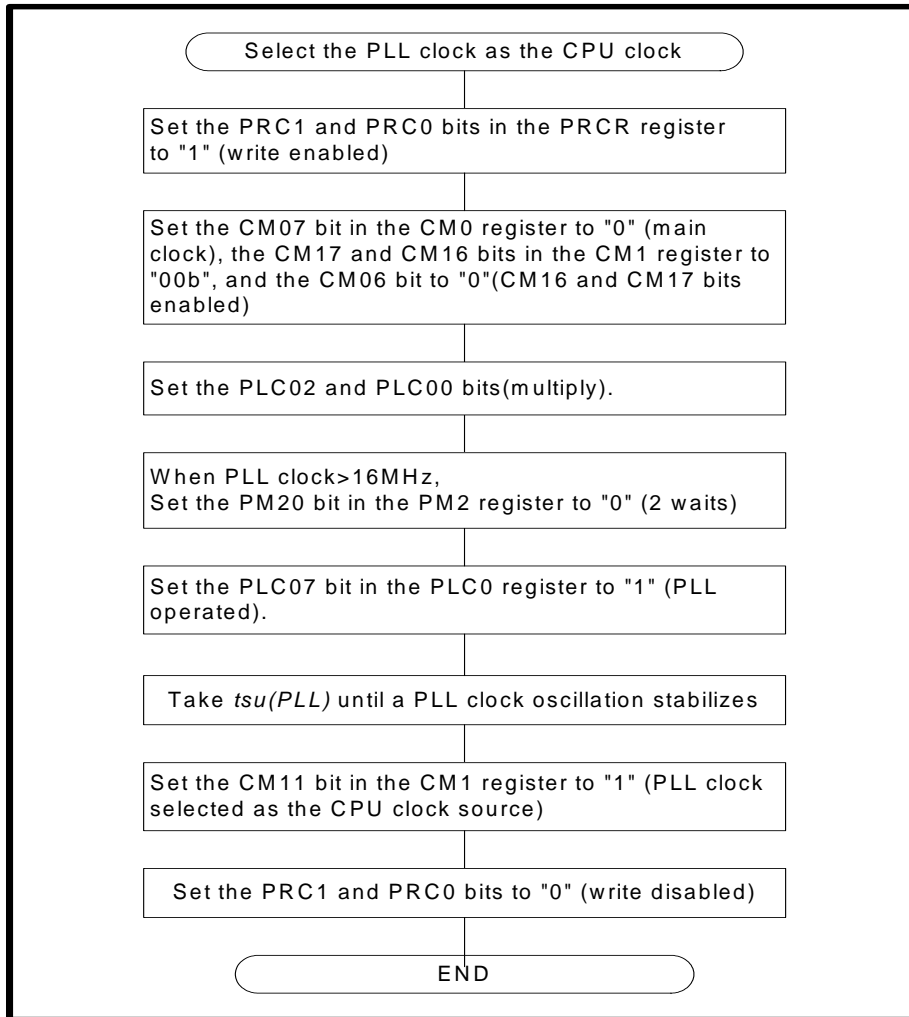 Select the PLL clock as the CPU clock
Set the PRC1 and PRC0 bits in the PRCR register
to "1" (write enabled)
Set the CM07 bit in the CM0 register to "0" (main
clock), the CM17 and CM16 bits in the CM1 register to
"00b", and the CM06 bit to "0"(CM16 and CM17 bits
enabled)
Set the PLC02 and PLC00 bits(multiply).
When PLL clock>16MHz,
Set the PM20 bit in the PM2 register to "0" (2 waits)
Set the PLC07 bit in the PLC0 register to "1" (PLL
operated).
Take tsu(PLL) until a PLL clock oscillation stabilizes
Set the CM11 bit in the CM1 register to "1" (PLL clock
selected as the CPU clock source)
Set the PRC1 and PRC0 bits to "0" (write disabled)
END